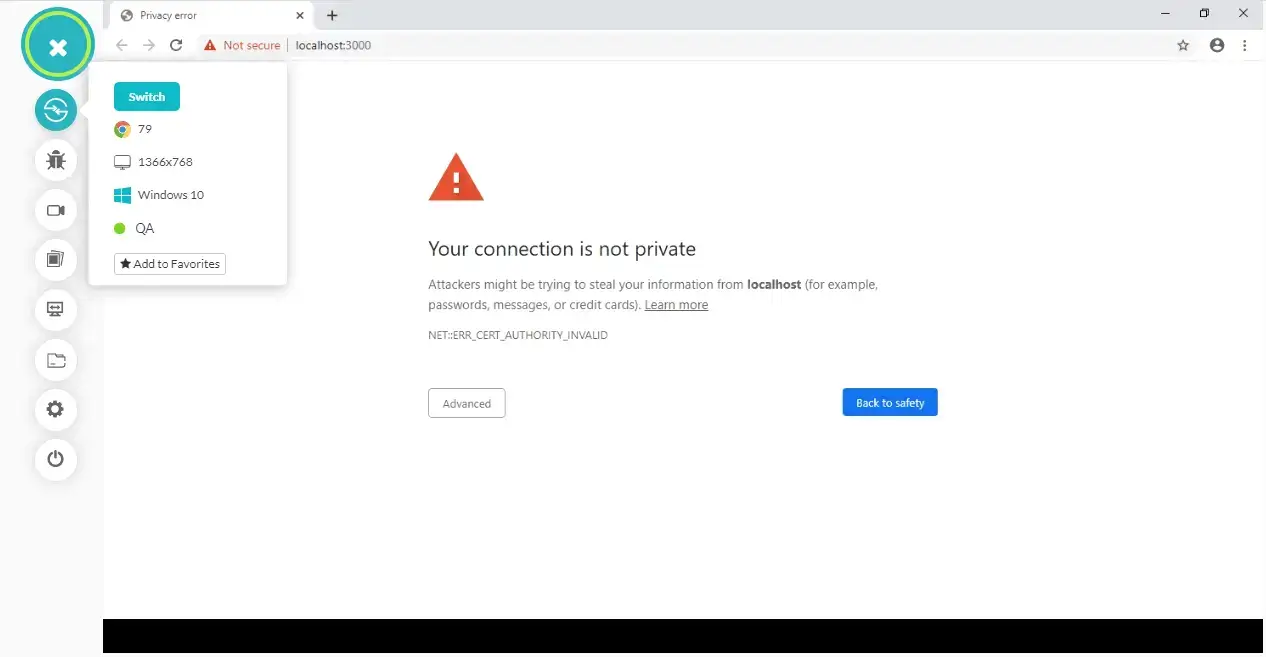 Privacy error
Not secure
localhost:3000
Switch
79
1366x768
Windows 10
QA
Add to Favorites
Your connection is not private
Attackers might be trying to steal your information from localhost (for example,
passwords, messages, or credit cards). Learn more
NET::ERR_CERT_AUTHORITY_INVALID
Advanced
Back to safety